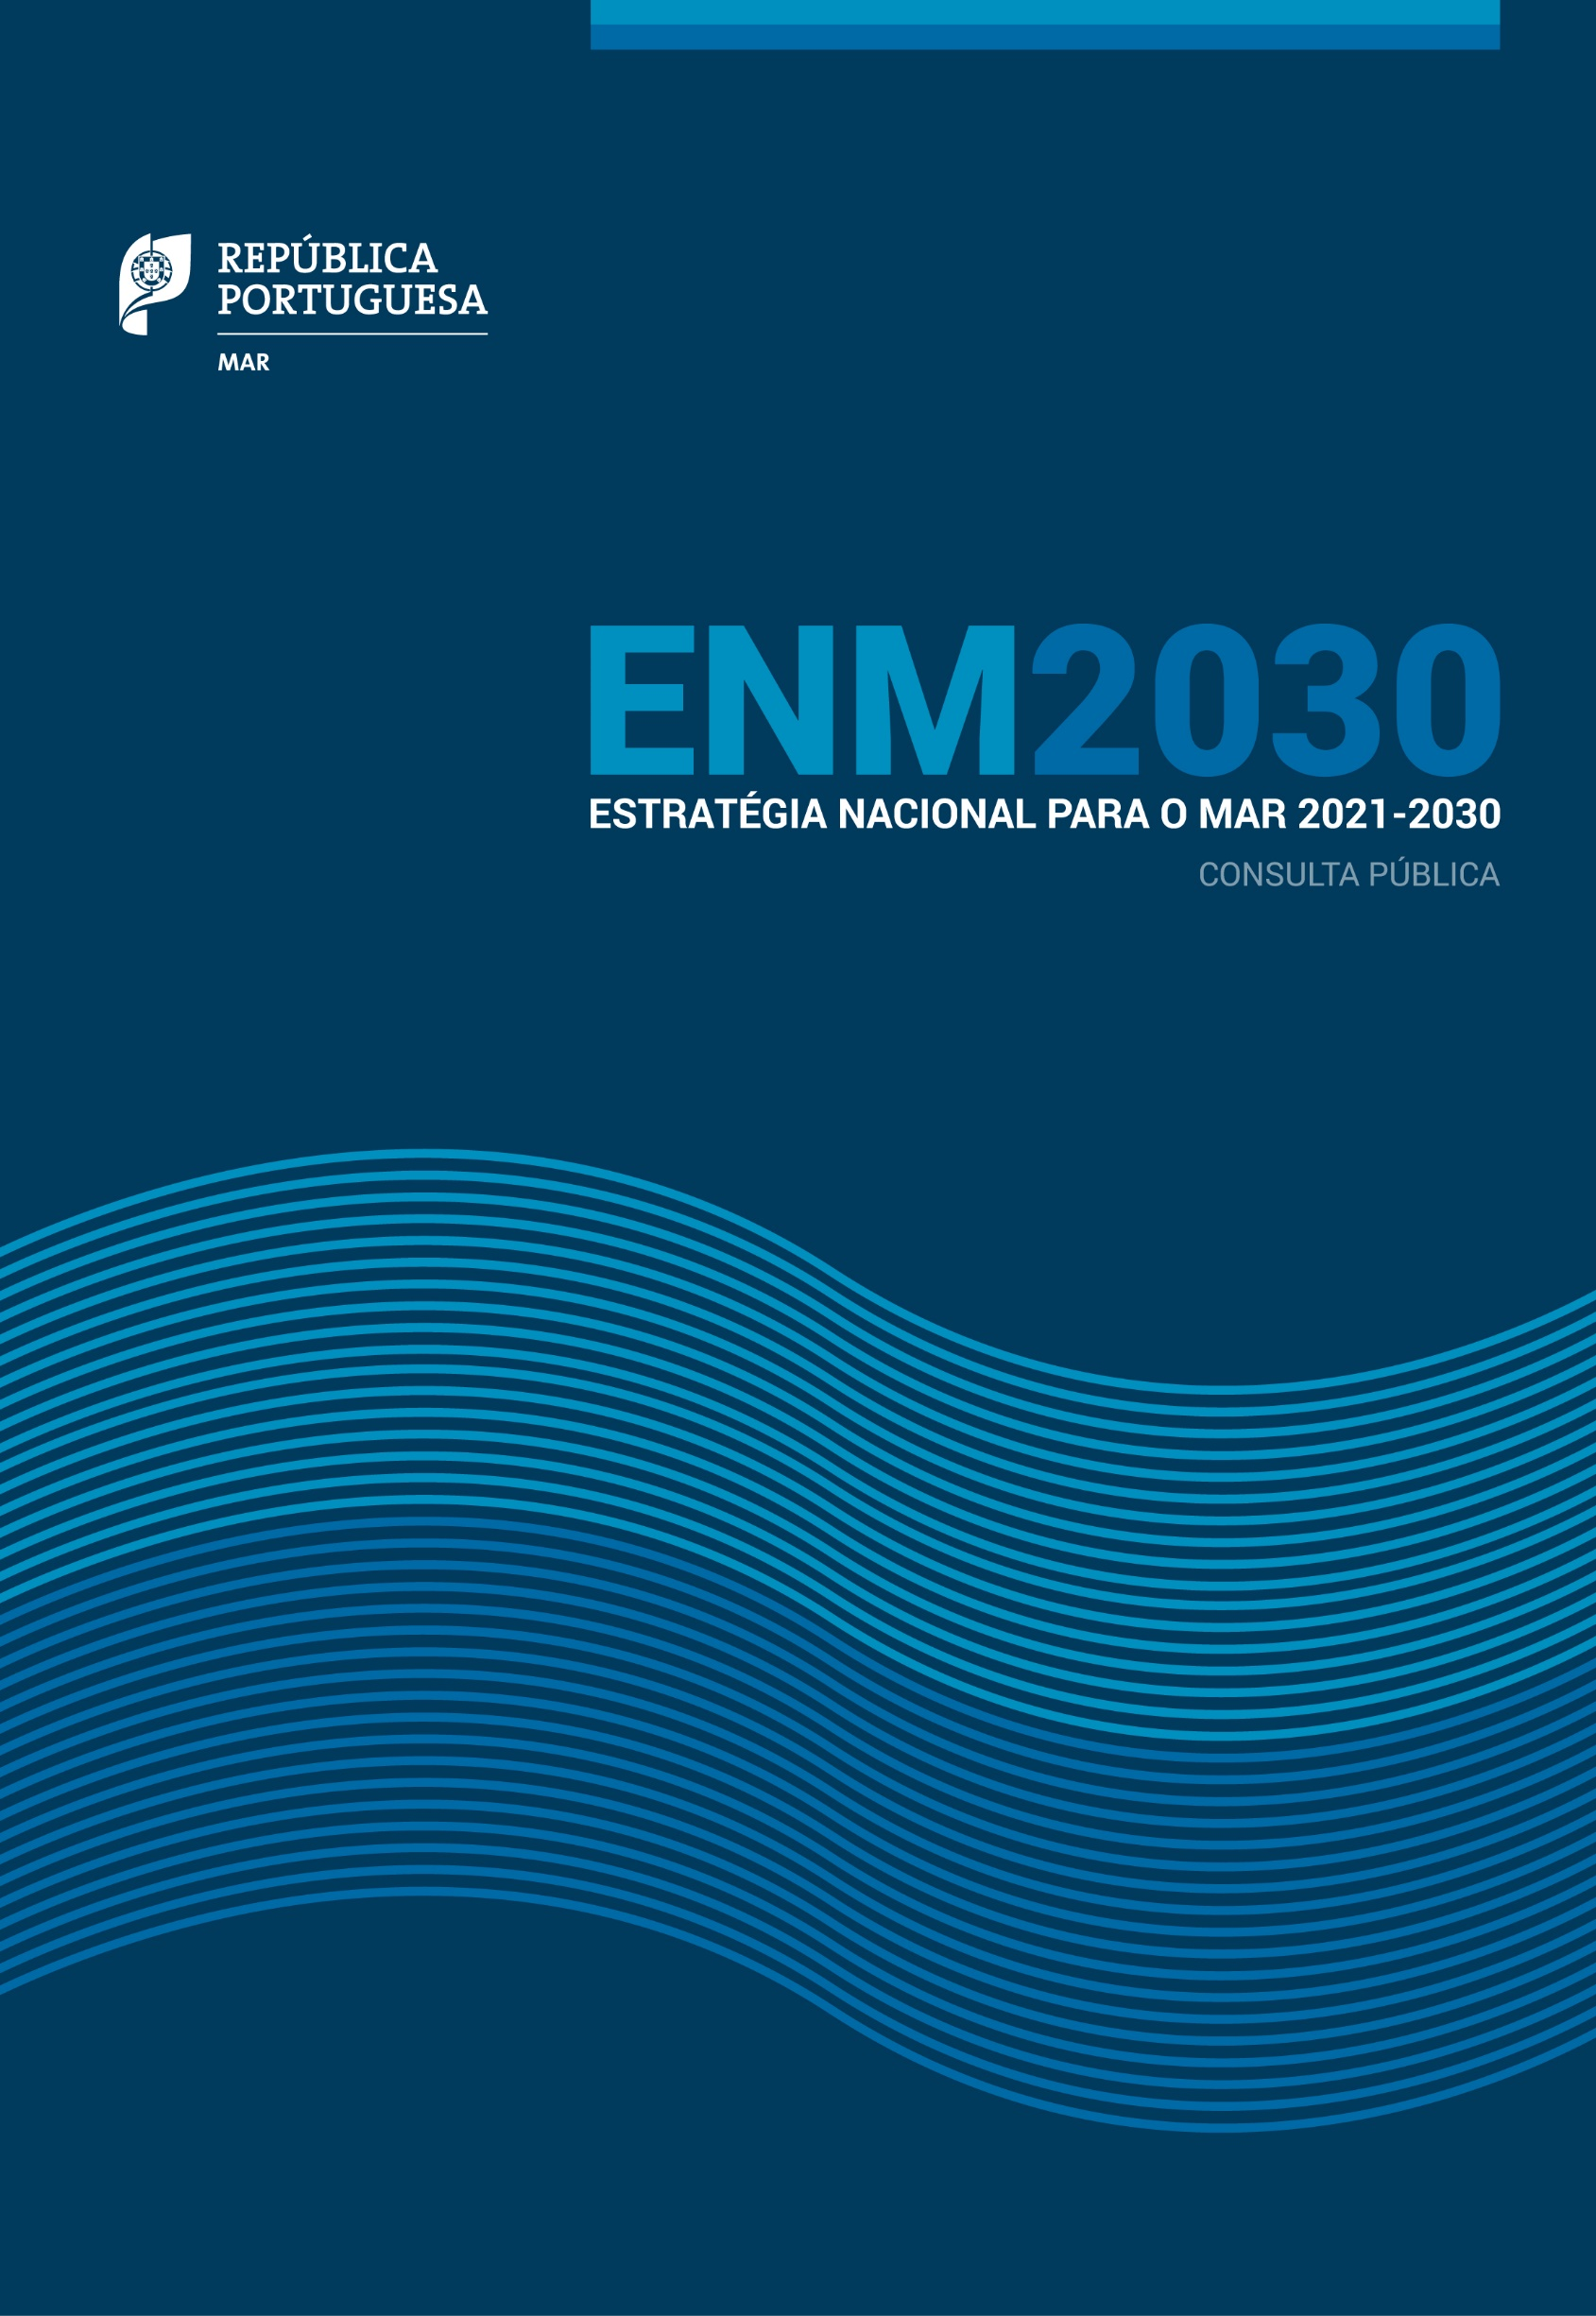 REPÚBLICA
PORTUGUESA
MAR
ENM2030
ESTRATÉGIA NACIONAL PARA O MAR 2021-2030
CONSULTA PÚBLICA